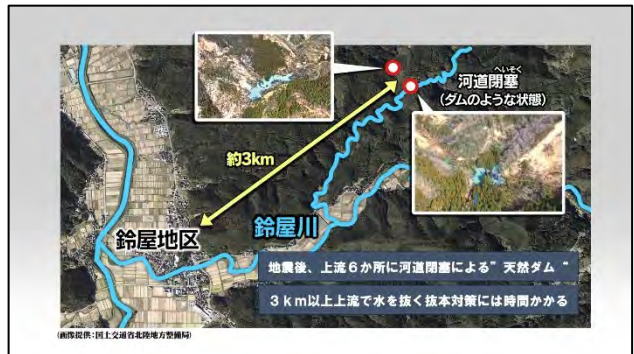 へいそく
河道閉塞
(ダムのような状態)
約3km
鈴屋川
鈴屋地区
地震後、上流6か所に河道閉塞による"天然ダム"
3km以上上流で水を抜く抜本対策には時間かかる
(画像提供:国土交通省北陸地方整備局)